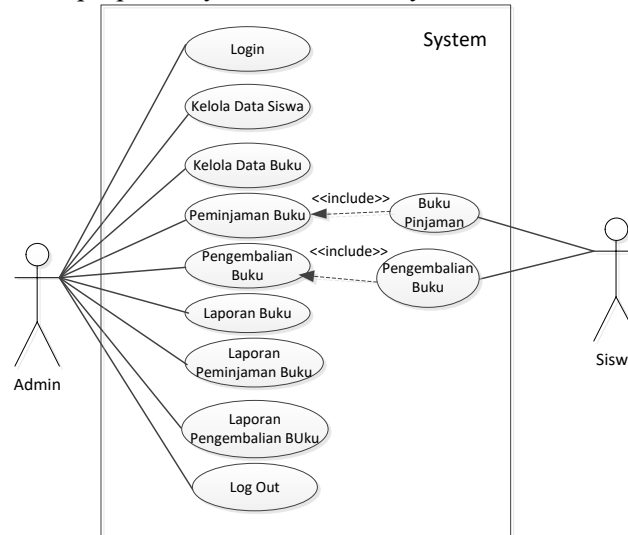 System
Login
Kelola Data Siswa
Kelola Data Buku
<<include>>
Peminjaman Buku
Buku
Pinjaman
<<include>>
Pengembalian
Buku
Pengembalian
Buku
Laporan Buku
Laporan
Peminjaman Buku
Laporan
Pengembalian BUku
Log Out
Admin
Sisw